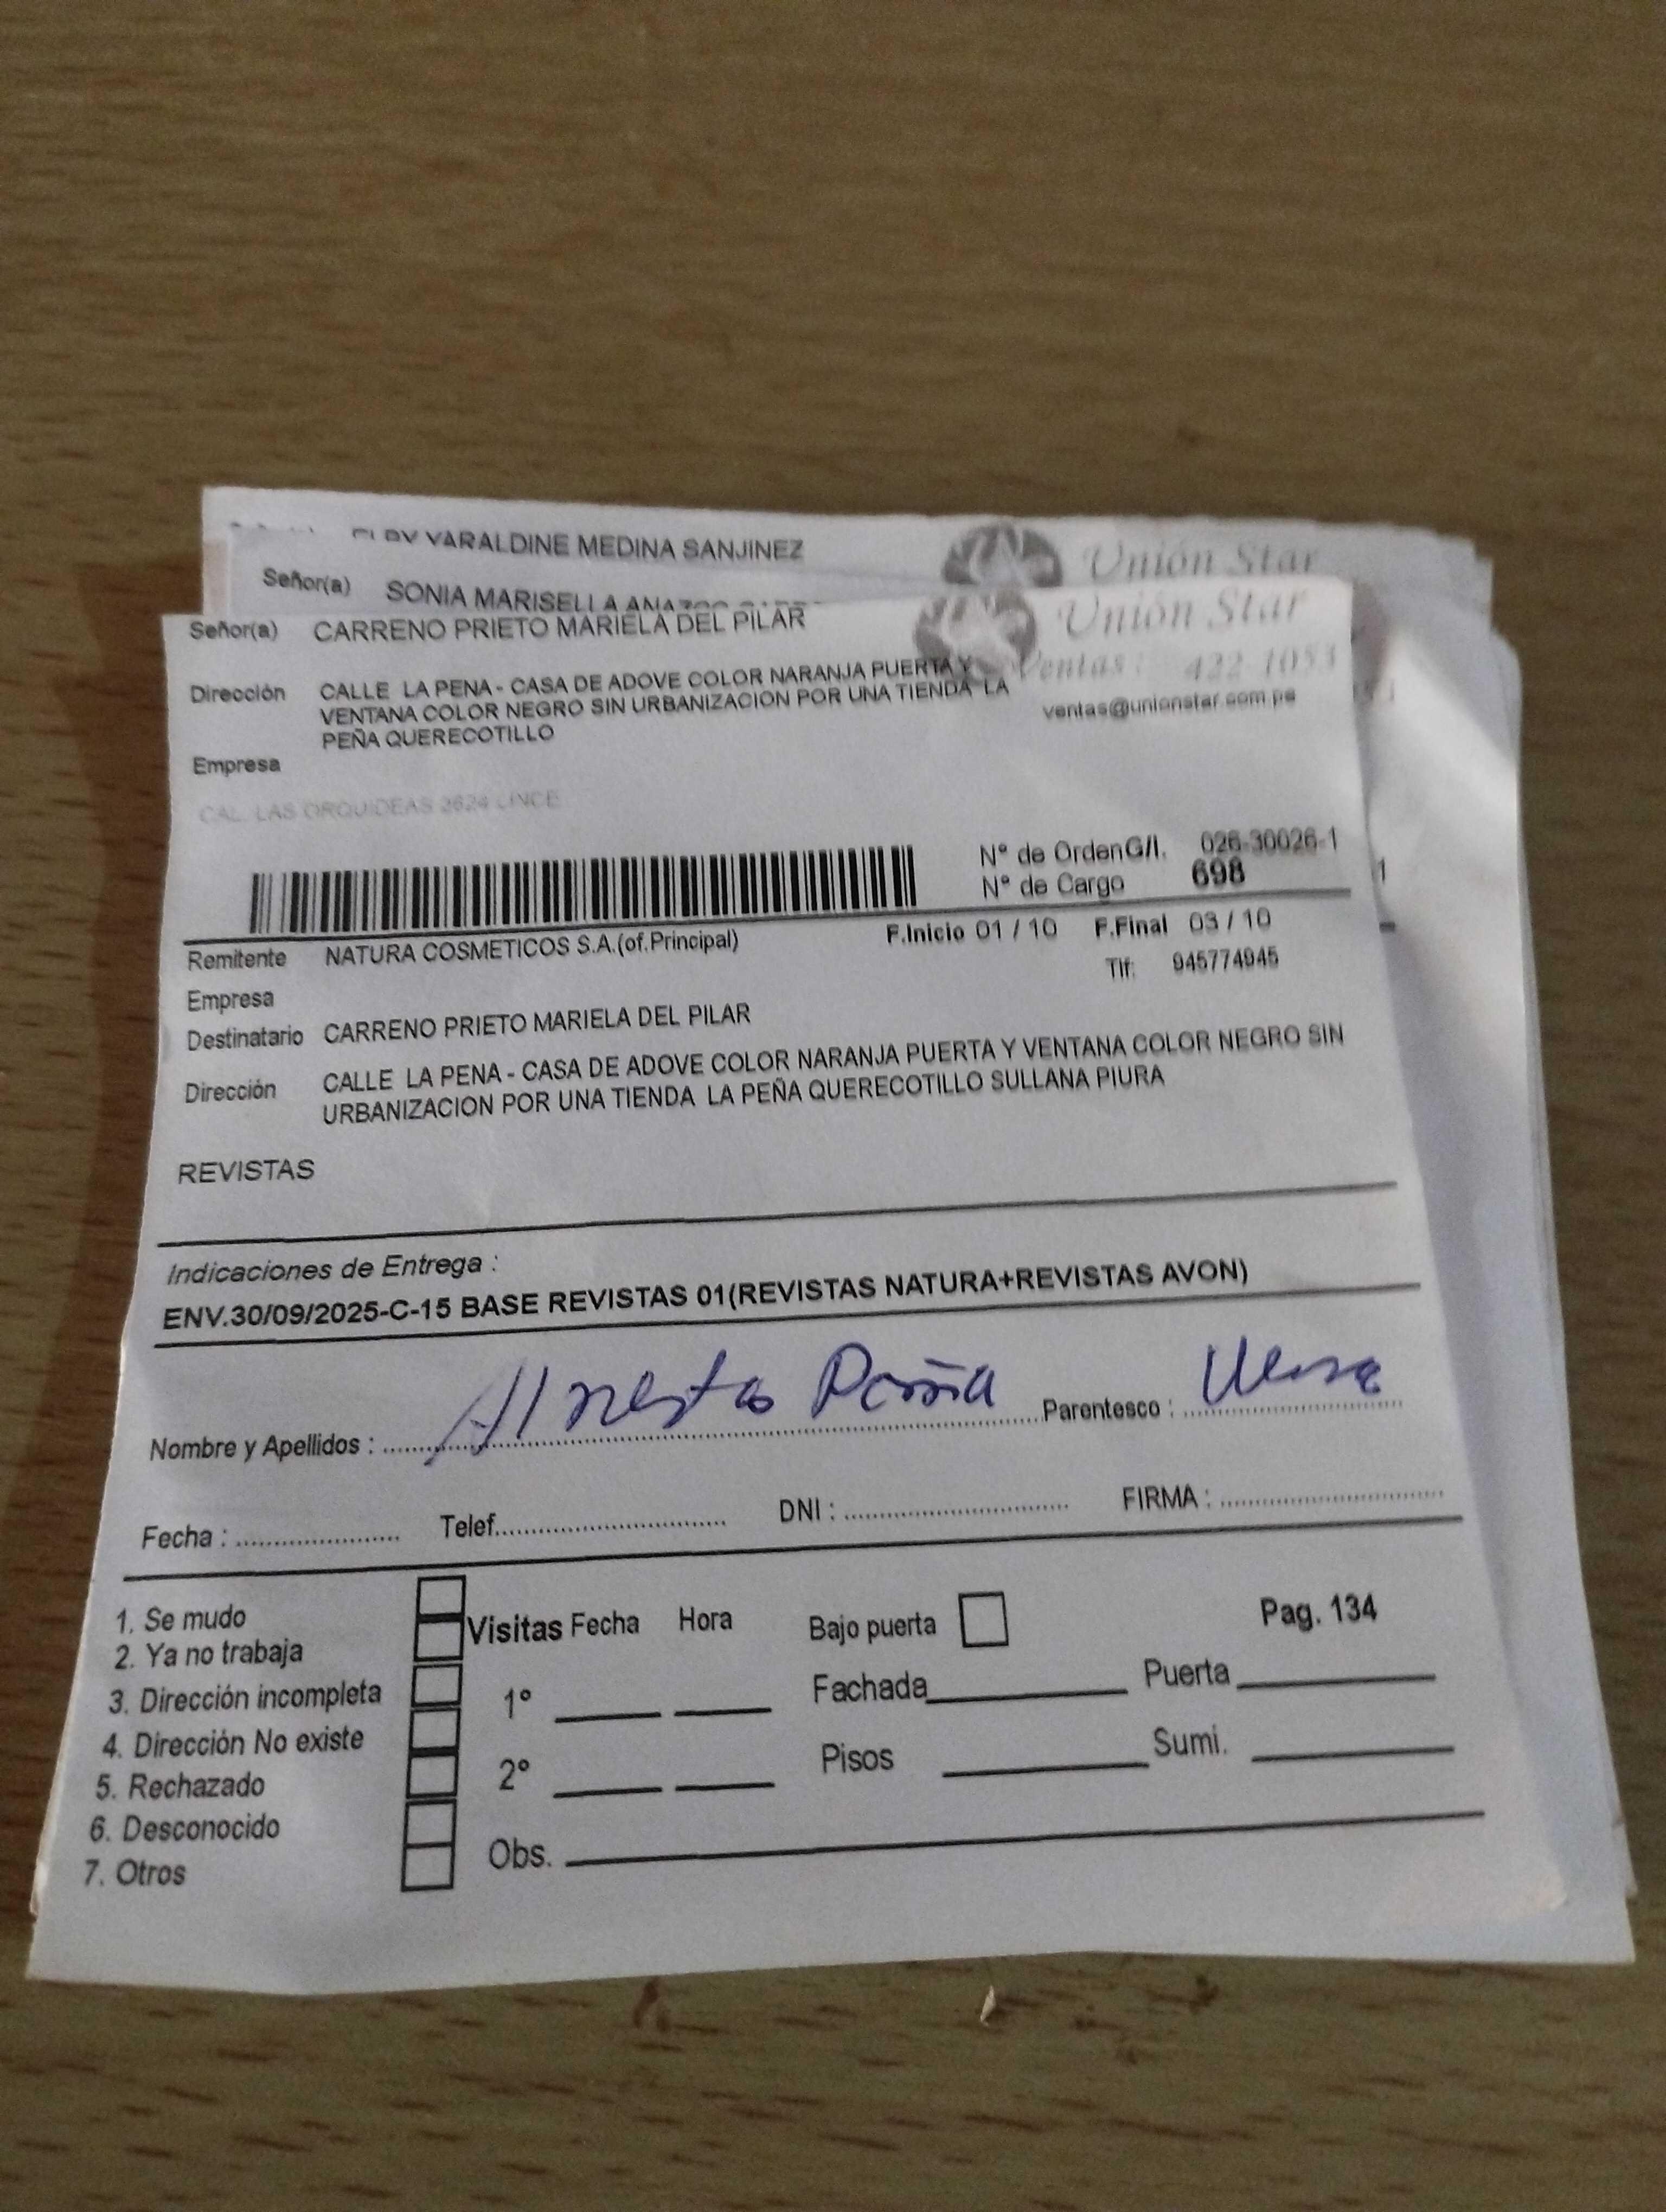 YARALDINE MEDINA SANJINEZ
Unión Star
Señor(a) SONIA MARISELLA
Señor(a) CARRENO PRIETO MARIELA DEL PILAR
Unión Star
Ventas: 422-1053
ventas@unionstar.com.pe
Dirección CALLE LA PENA - CASA DE ADOVE COLOR NARANJA PUERTA Y
VENTANA COLOR NEGRO SIN URBANIZACION POR UNA TIENDA LA
PEÑA QUERECOTILLO
Empresa
CAL. LAS ORQUIDEAS 2624 LINCE
Nº de Orden G/I. 026-30026-1
Nº de Cargo 698
1
Remitente NATURA COSMETICOS S.A.(of.Principal) F.Inicio 01 / 10 F.Final 03 / 10
Tlf: 945774945
Empresa
Destinatario CARRENO PRIETO MARIELA DEL PILAR
Dirección CALLE LA PENA - CASA DE ADOVE COLOR NARANJA PUERTA Y VENTANA COLOR NEGRO SIN
URBANIZACION POR UNA TIENDA LA PEÑA QUERECOTILLO SULLANA PIURA
REVISTAS
Indicaciones de Entrega :
ENV.30/09/2025-C-15 BASE REVISTAS 01(REVISTAS NATURA+REVISTAS AVON)
Nombre y Apellidos : Parentesco :
Fecha : Telef. DNI : FIRMA :
1. Se mudo
2. Ya no trabaja
3. Dirección incompleta
4. Dirección No existe
5. Rechazado
6. Desconocido
7. Otros
Visitas Fecha Hora
1º
2º
Obs.
Bajo puerta
Fachada
Pisos
Pag. 134
Puerta
Sumi.